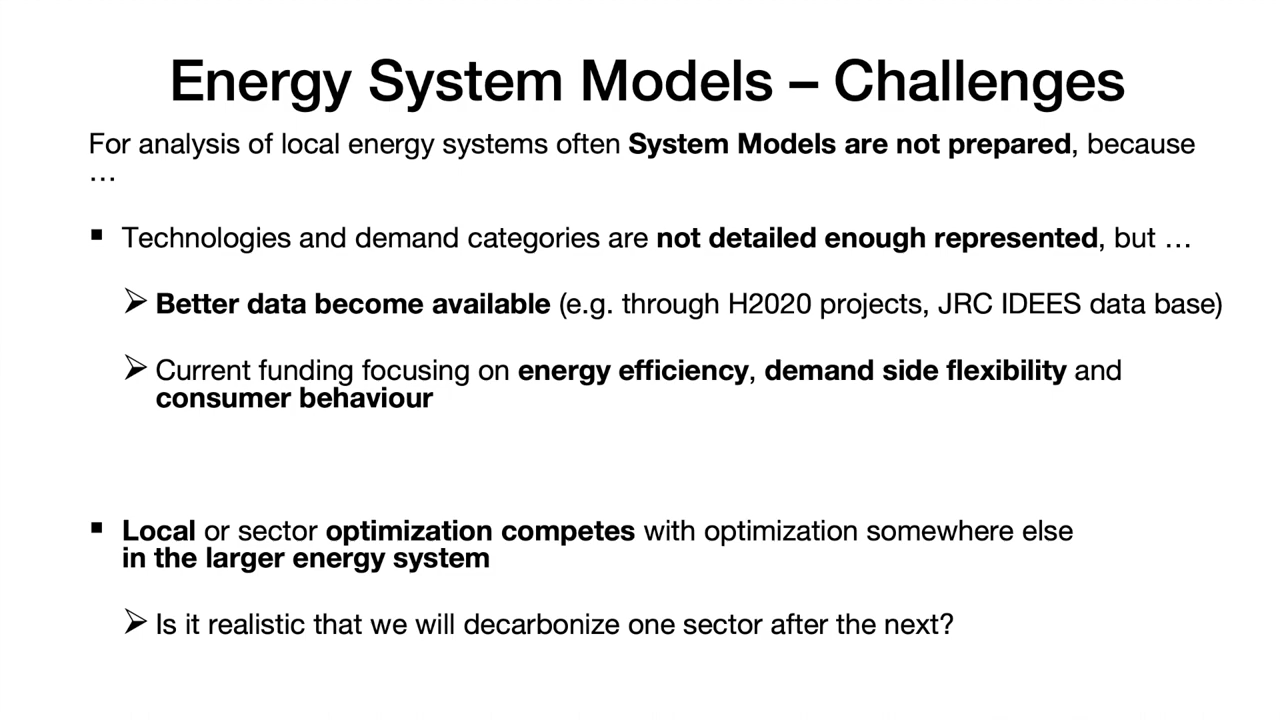 Energy System Models – Challenges
For analysis of local energy systems often System Models are not prepared, because
…
▪ Technologies and demand categories are not detailed enough represented, but …
➢ Better data become available (e.g. through H2020 projects, JRC IDEES data base)
➢ Current funding focusing on energy efficiency, demand side flexibility and
consumer behaviour
▪ Local or sector optimization competes with optimization somewhere else
in the larger energy system
➢ Is it realistic that we will decarbonize one sector after the next?